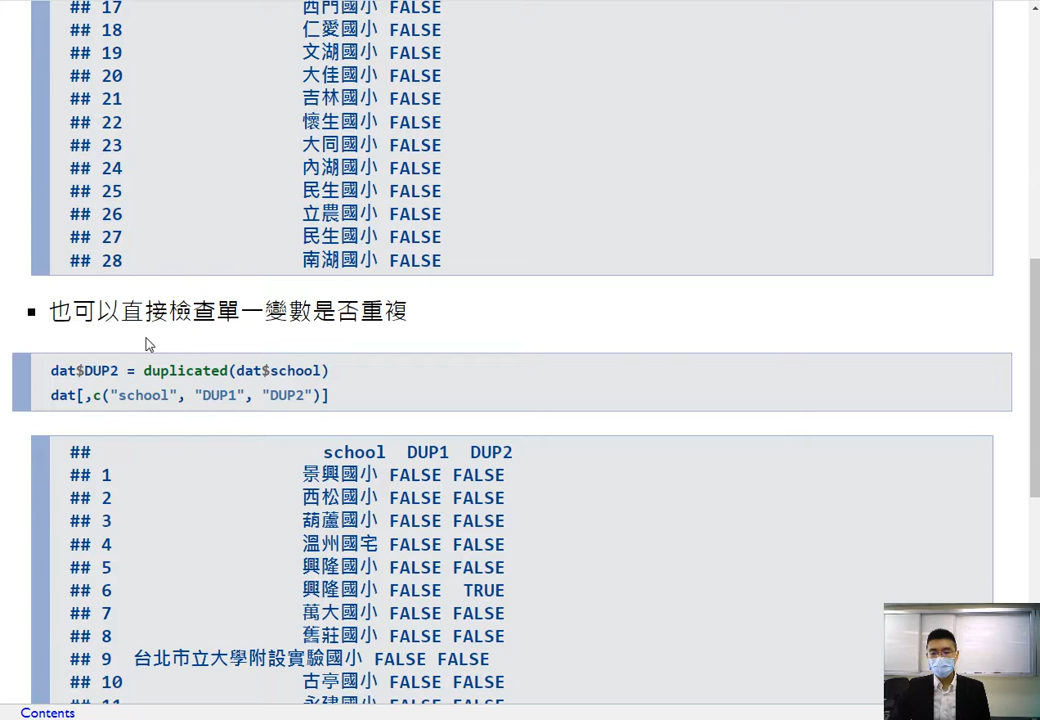 ## 17 西門國小 FALSE
## 18 仁愛國小 FALSE
## 19 文湖國小 FALSE
## 20 大佳國小 FALSE
## 21 吉林國小 FALSE
## 22 懷生國小 FALSE
## 23 大同國小 FALSE
## 24 內湖國小 FALSE
## 25 民生國小 FALSE
## 26 立農國小 FALSE
## 27 民生國小 FALSE
## 28 南湖國小 FALSE
▪ 也可以直接檢查單一變數是否重複
dat$DUP2 = duplicated(dat$school)
dat[,c("school", "DUP1", "DUP2")]
## school DUP1 DUP2
## 1 景興國小 FALSE FALSE
## 2 西松國小 FALSE FALSE
## 3 葫蘆國小 FALSE FALSE
## 4 溫州國宅 FALSE FALSE
## 5 興隆國小 FALSE FALSE
## 6 興隆國小 FALSE TRUE
## 7 萬大國小 FALSE FALSE
## 8 舊莊國小 FALSE FALSE
## 9 台北市立大學附設實驗國小 FALSE FALSE
## 10 古亭國小 FALSE FALSE
## 11 永建國小 FALSE FALSE
Contents